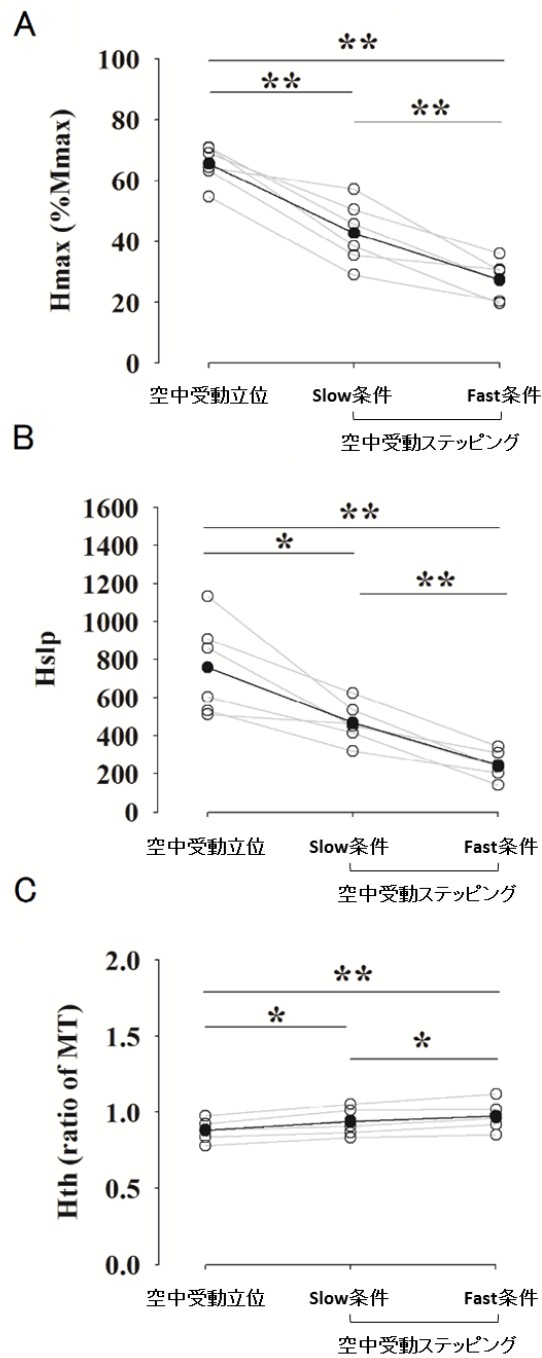 A
**
**
**
100
80
60
40
20
0
Hmax (%Mmax)
空中受動立位 Slow条件 Fast条件
空中受動ステッピング
B
**
*
**
1600
1400
1200
1000
800
600
400
200
0
Hslp
空中受動立位 Slow条件 Fast条件
空中受動ステッピング
C
**
*
*
2.0
1.5
1.0
0.5
0.0
Hth (ratio of MT)
空中受動立位 Slow条件 Fast条件
空中受動ステッピング